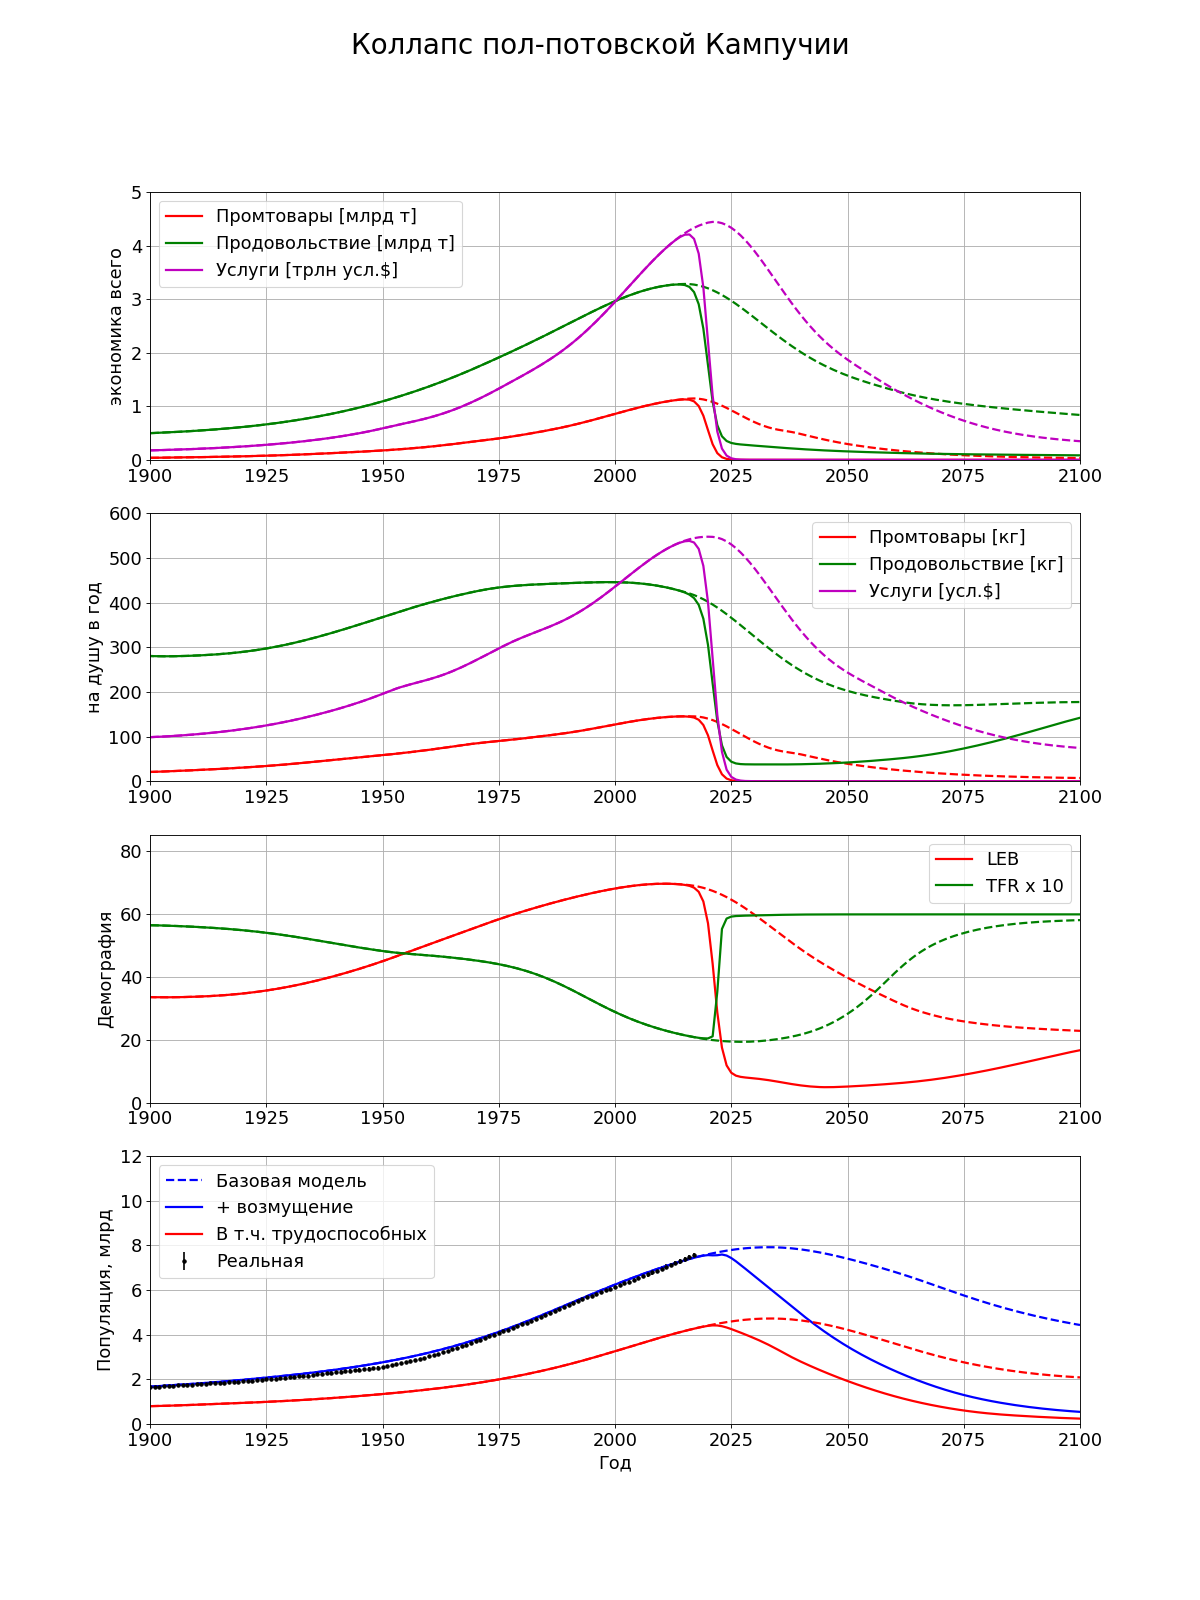 Коллапс пол-потовской Кампучии
экономика всего
5
4
3
2
1
0
Промтовары [млрд т]
Продовольствие [млрд т]
Услуги [трлн усл.$]
1900 1925 1950 1975 2000 2025 2050 2075 2100
на душу в год
600
500
400
300
200
100
0
Промтовары [кг]
Продовольствие [кг]
Услуги [усл.$]
1900 1925 1950 1975 2000 2025 2050 2075 2100
Демография
80
60
40
20
0
LEB
TFR x 10
1900 1925 1950 1975 2000 2025 2050 2075 2100
Популяция, млрд
12
10
8
6
4
2
0
Базовая модель
+ возмущение
В т.ч. трудоспособных
Реальная
1900 1925 1950 1975 2000 2025 2050 2075 2100
Год